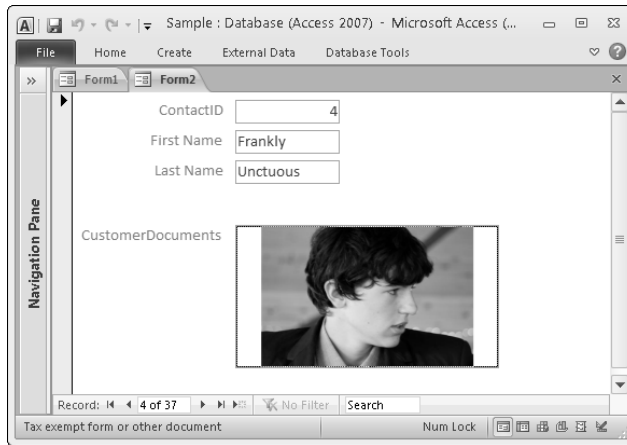 A Sample : Database (Access 2007) - Microsoft Access (...
File Home Create External Data Database Tools
Form1 Form2
ContactID 4
First Name Frankly
Last Name Unctuous
CustomerDocuments
Navigation Pane
Record: 4 of 37 No Filter Search
Tax exempt form or other document Num Lock